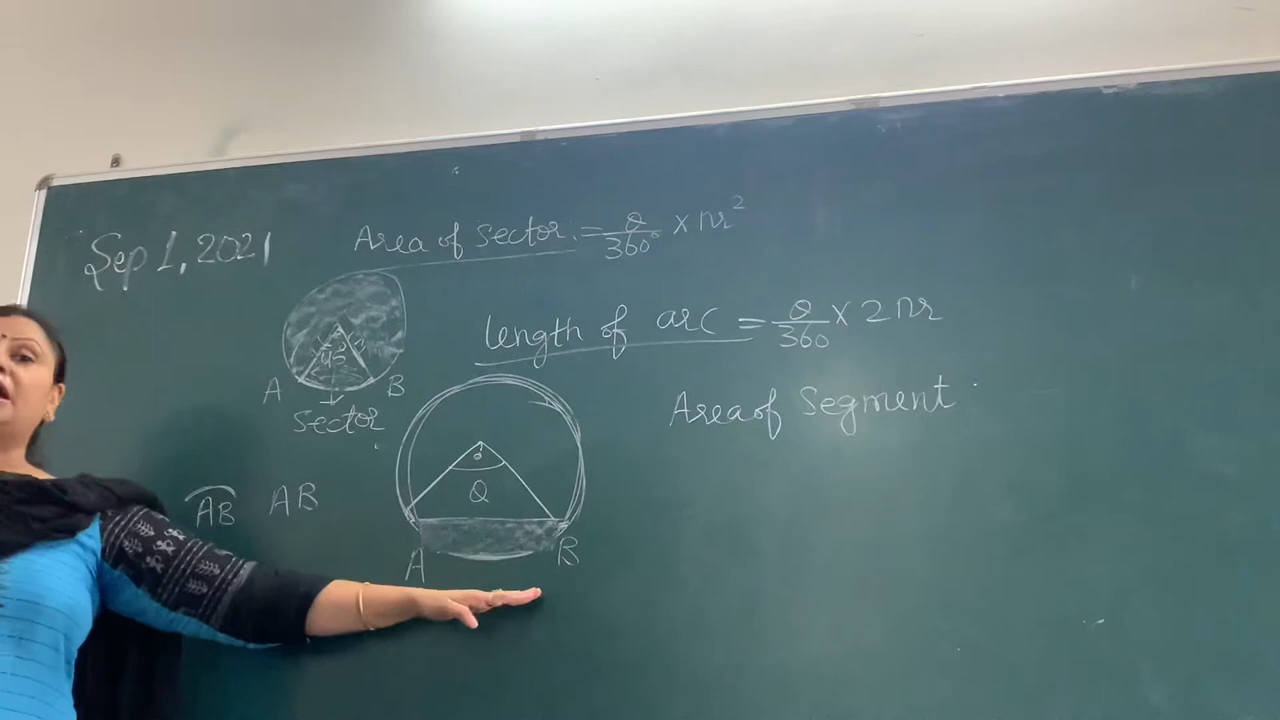 Sep 1, 2021
Area of Sector = θ/360° × πr²
45
A B
Sector
length of arc = θ/360 × 2πr
Area of Segment
AB AB
O
θ
A B